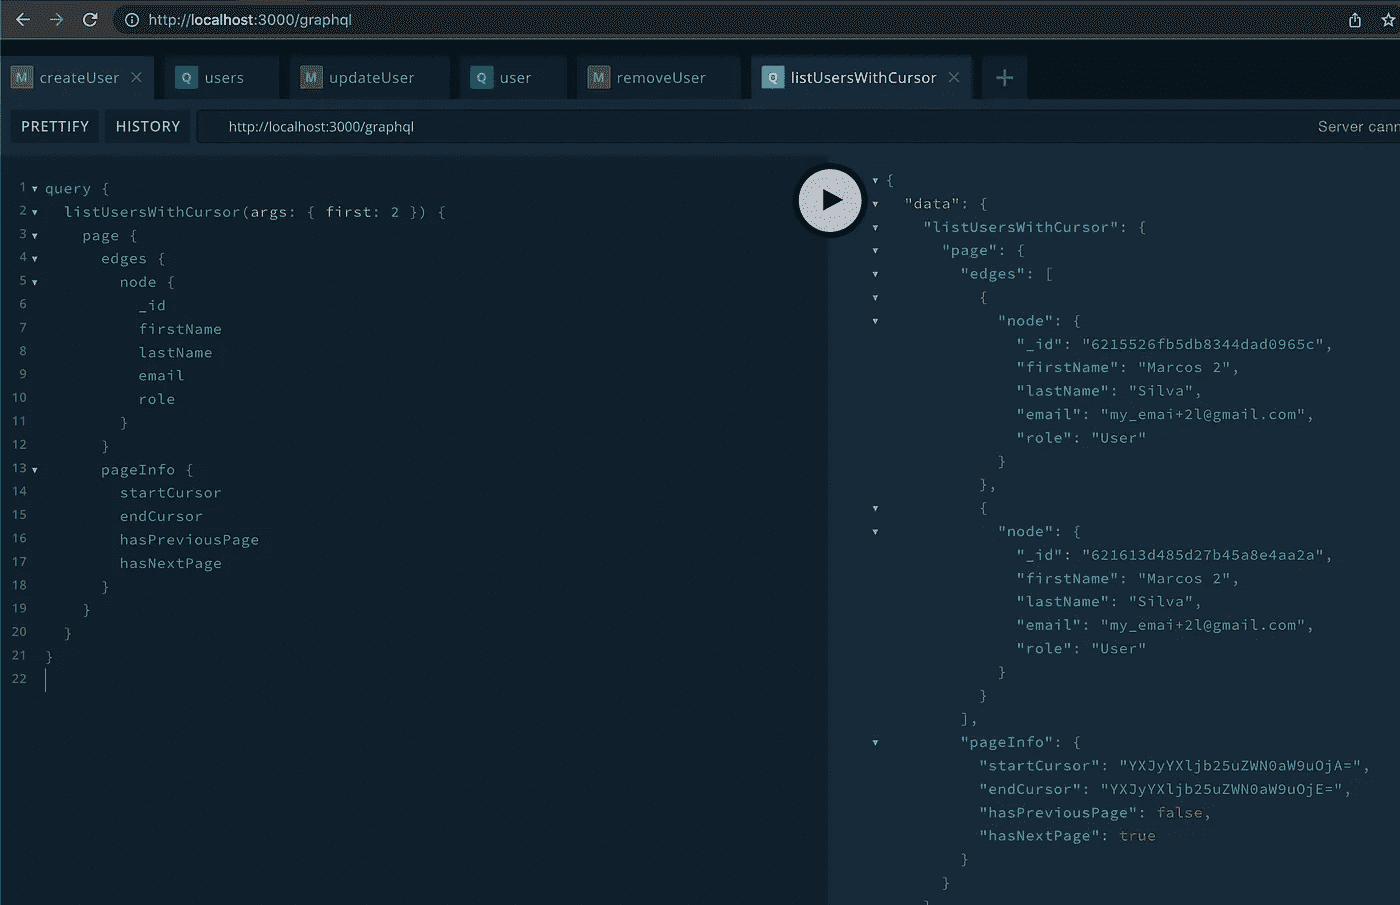 http://localhost:3000/graphql
M createUser Q users M updateUser Q user M removeUser Q listUsersWithCursor
PRETTIFY HISTORY http://localhost:3000/graphql Server cann
1 query {
2 listUsersWithCursor(args: { first: 2 }) {
3 page {
4 edges {
5 node {
6 _id
7 firstName
8 lastName
9 email
10 role
11 }
12 }
13 pageInfo {
14 startCursor
15 endCursor
16 hasPreviousPage
17 hasNextPage
18 }
19 }
20 }
21 }
22
{
"data": {
"listUsersWithCursor": {
"page": {
"edges": [
{
"node": {
"_id": "6215526fb5db8344dad0965c",
"firstName": "Marcos 2",
"lastName": "Silva",
"email": "my_emai+2l@gmail.com",
"role": "User"
}
},
{
"node": {
"_id": "621613d485d27b45a8e4aa2a",
"firstName": "Marcos 2",
"lastName": "Silva",
"email": "my_emai+2l@gmail.com",
"role": "User"
}
}
],
"pageInfo": {
"startCursor": "YXJyYXljb25uZWN0aW9uOjA=",
"endCursor": "YXJyYXljb25uZWN0aW9uOjE=",
"hasPreviousPage": false,
"hasNextPage": true
}
}